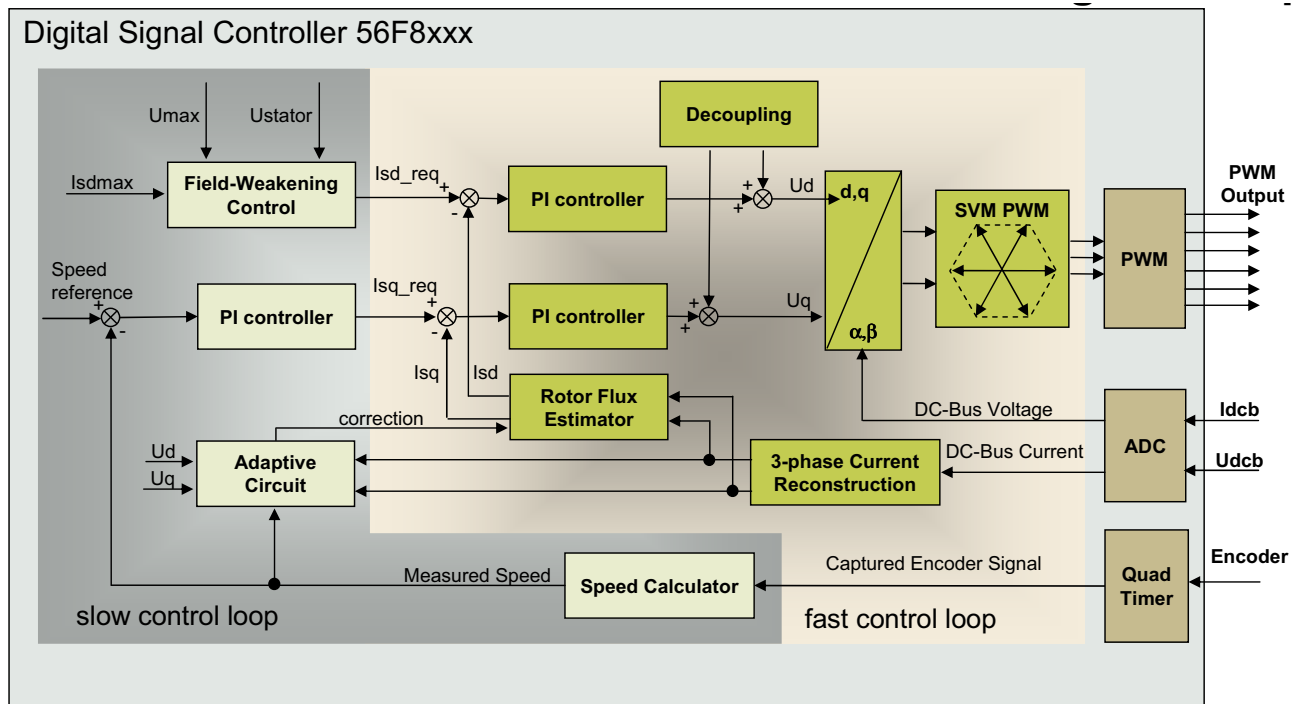 Digital Signal Controller 56F8xxx
Umax
Ustator
Decoupling
Isdmax
Field-Weakening
Control
Isd_req
+
-
PI controller
+
+
Ud
d,q
α,β
SVM PWM
PWM
PWM
Output
Speed
reference
+
-
PI controller
Isq_req
+
-
PI controller
+
+
Uq
Isq
Isd
Rotor Flux
Estimator
correction
DC-Bus Voltage
ADC
Idcb
Udcb
Ud
Uq
Adaptive
Circuit
3-phase Current
Reconstruction
DC-Bus Current
Measured Speed
Speed Calculator
Captured Encoder Signal
Quad
Timer
Encoder
slow control loop
fast control loop